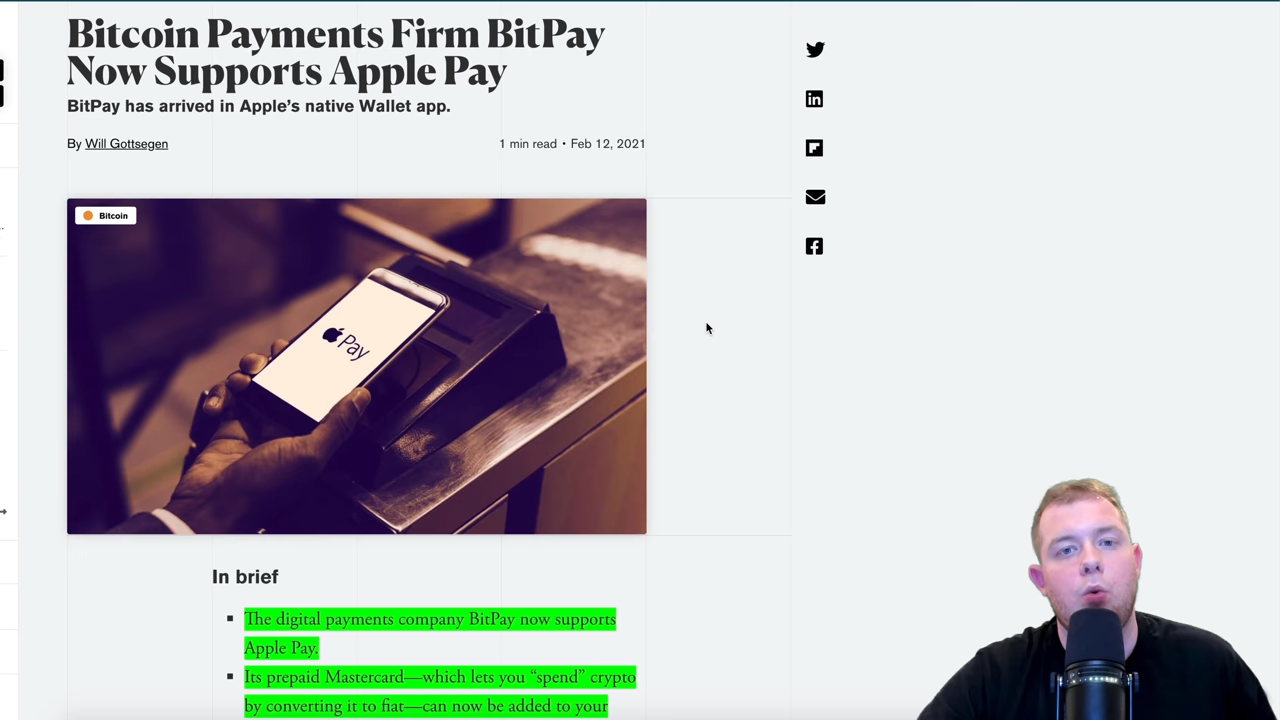 Bitcoin Payments Firm BitPay
Now Supports Apple Pay
BitPay has arrived in Apple’s native Wallet app.
By Will Gottsegen
1 min read • Feb 12, 2021
Bitcoin
Pay
In brief
The digital payments company BitPay now supports
Apple Pay.
Its prepaid Mastercard—which lets you “spend” crypto
by converting it to fiat—can now be added to your